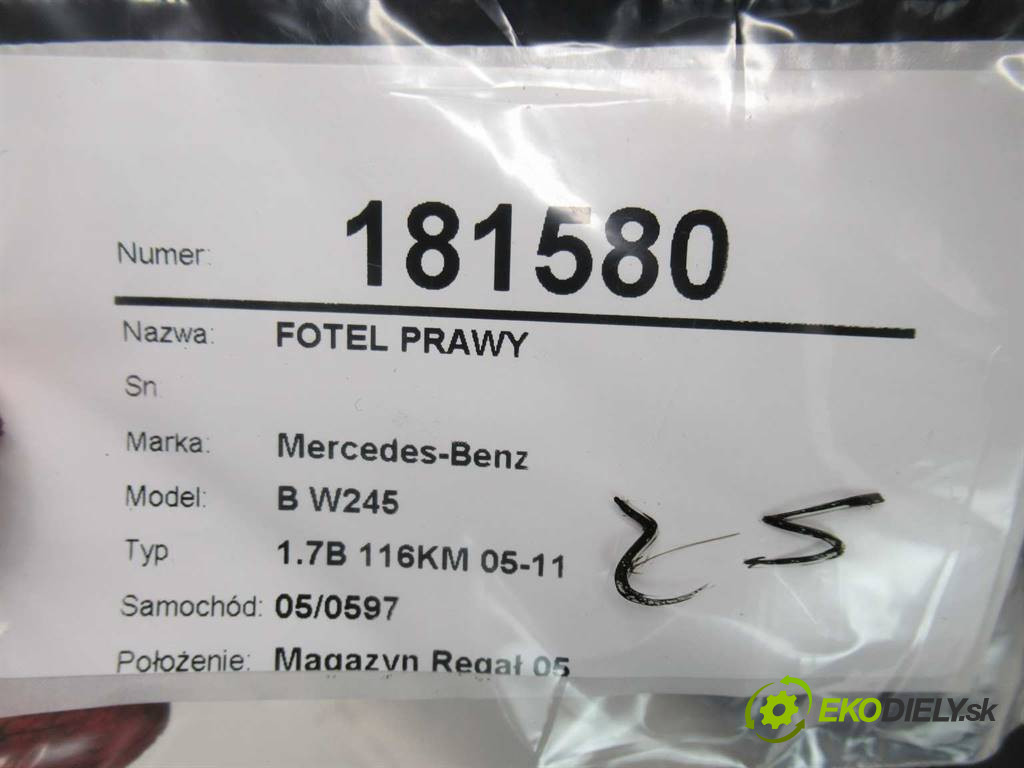 Numer: 181580
Nazwa: FOTEL PRAWY
Sn
Marka: Mercedes-Benz
Model: B W245
Typ 1.7B 116KM 05-11
Samochód: 05/0597
Położenie: Magazyn Regał 05
EKODIELY.sk